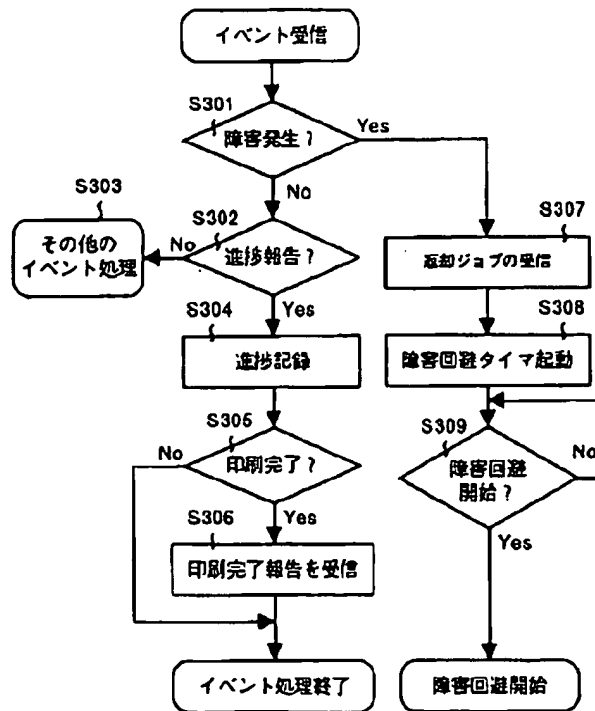 イベント受信
S301
障害発生?
Yes
No
S303
その他の
イベント処理
S302
No
進捗報告?
Yes
S304
進捗記録
S305
No
印刷完了?
Yes
S306
印刷完了報告を受信
イベント処理終了
S307
返却ジョブの受信
S308
障害回避タイマ起動
S309
障害回避
開始?
No
Yes
障害回避開始